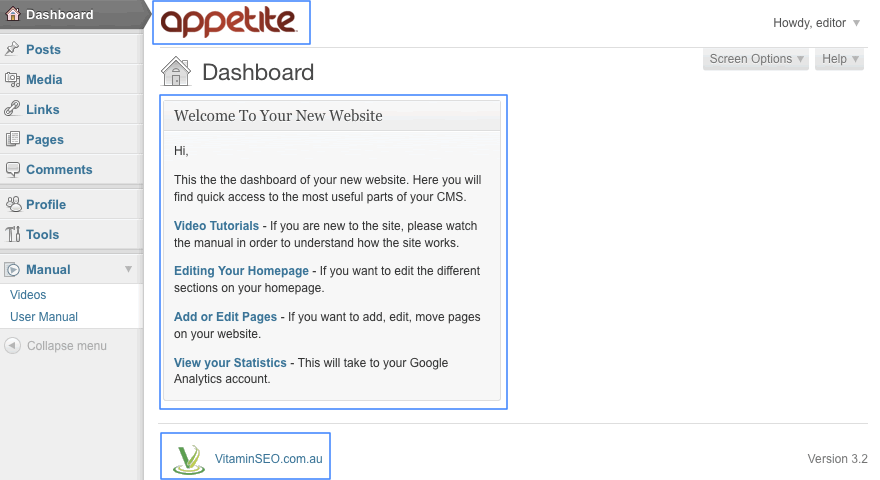 Dashboard
Posts
Media
Links
Pages
Comments
Profile
Tools
Manual
Videos
User Manual
Collapse menu
appetite
Howdy, editor
Screen Options
Help
Dashboard
Welcome To Your New Website
Hi,
This the the dashboard of your new website. Here you will
find quick access to the most useful parts of your CMS.
Video Tutorials - If you are new to the site, please watch
the manual in order to understand how the site works.
Editing Your Homepage - If you want to edit the different
sections on your homepage.
Add or Edit Pages - If you want to add, edit, move pages
on your website.
View your Statistics - This will take to your Google
Analytics account.
VitaminSEO.com.au
Version 3.2